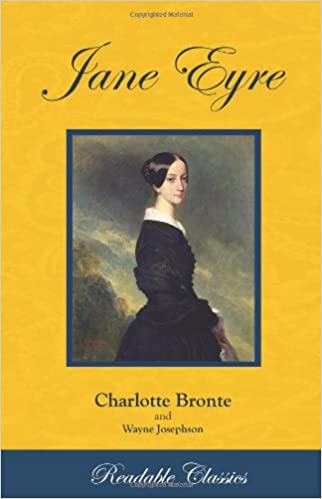 Jane Eyre
Charlotte Bronte
and
Wayne Josephson
Readable Classics